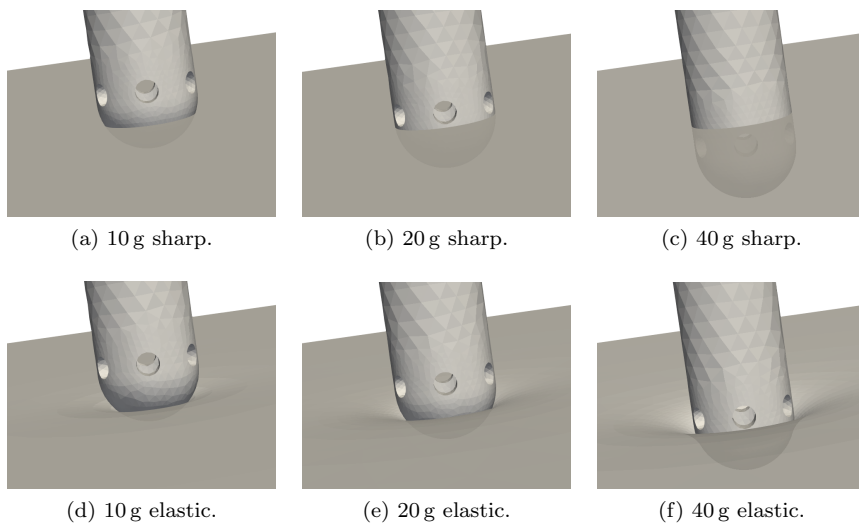 (a) 10 g sharp.
(b) 20 g sharp.
(c) 40 g sharp.
(d) 10 g elastic.
(e) 20 g elastic.
(f) 40 g elastic.